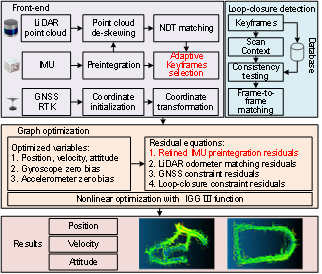 Front-end
LiDAR
point cloud
Point cloud
de-skewing
NDT matching
IMU
Preintegration
Adaptive
Keyframes
selection
GNSS
RTK
Coordinate
initialization
Coordinate
transformation
Loop-closure detection
Keyframes
Scan
Context
Consistency
testing
Frame-to
frame
matching
Database
Graph optimization
Optimized variables:
1. Position, velocity, attitude
2. Gyroscope zero bias
3. Accelerometer zero bias
Residual equations:
1. Refined IMU preintegration residuals
2. LiDAR odometer matching residuals
3. GNSS constraint residuals
4. Loop-closure constraint residuals
Nonlinear optimization with IGG III function
Results
Position
Velocity
Attitude